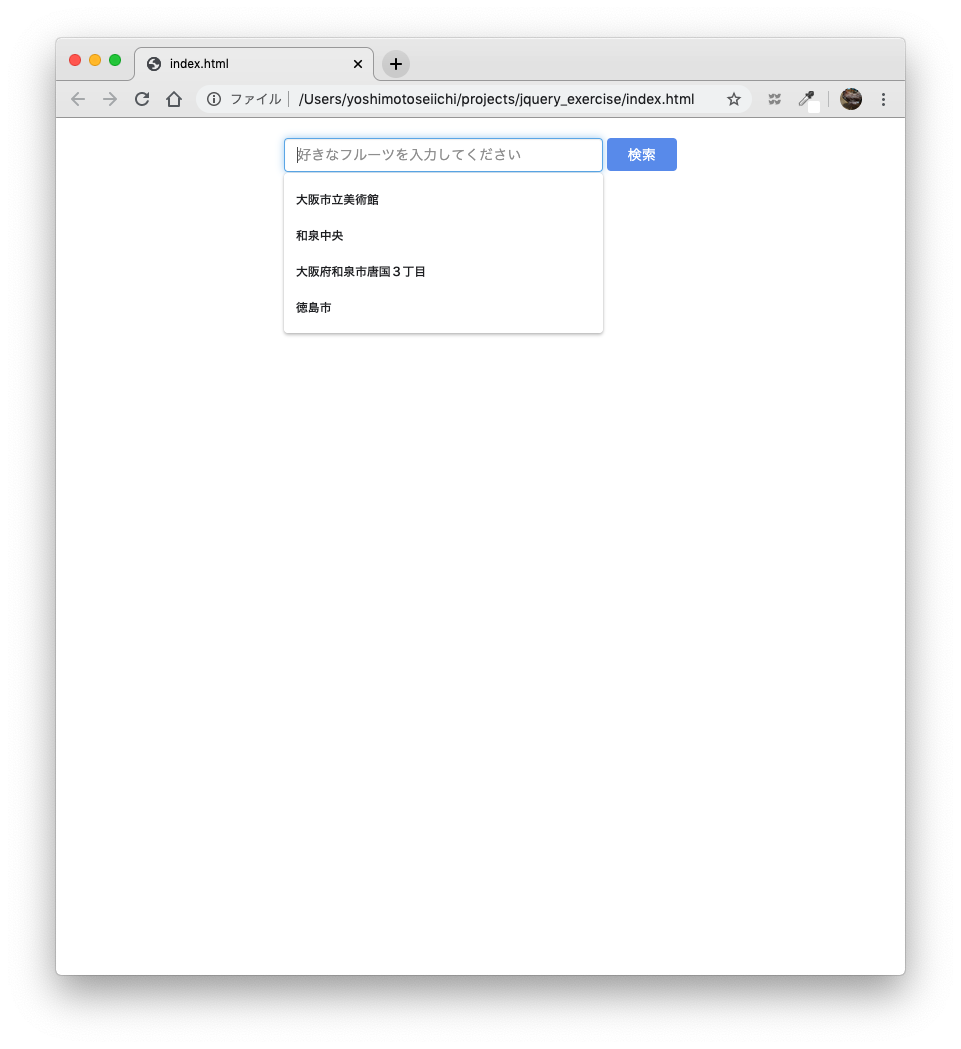 index.html
ファイル /Users/yoshimotoseiichi/projects/jquery_exercise/index.html
好きなフルーツを入力してください 検索
大阪市立美術館
和泉中央
大阪府和泉市唐国３丁目
徳島市